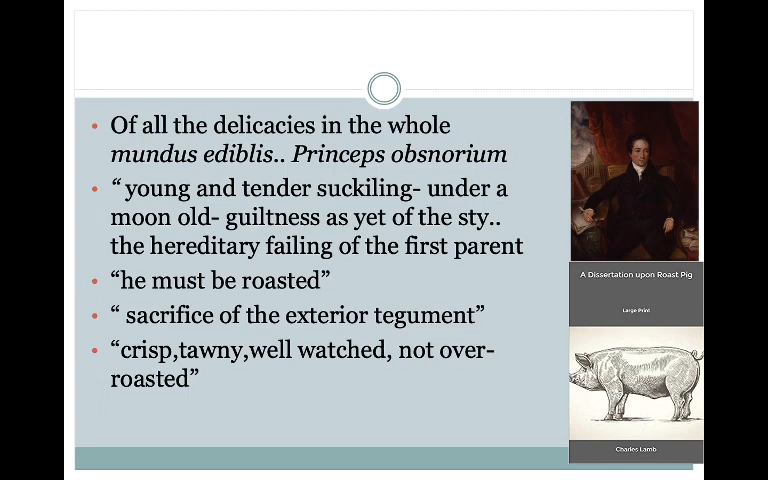 • Of all the delicacies in the whole
mundus ediblis.. Princeps obsnorium
• “ young and tender suckiling- under a
moon old- guiltness as yet of the sty..
the hereditary failing of the first parent
• “he must be roasted”
• “ sacrifice of the exterior tegument”
• “crisp,tawny,well watched, not over-
roasted”
A Dissertation upon Roast Pig
Large Print
Charles Lamb